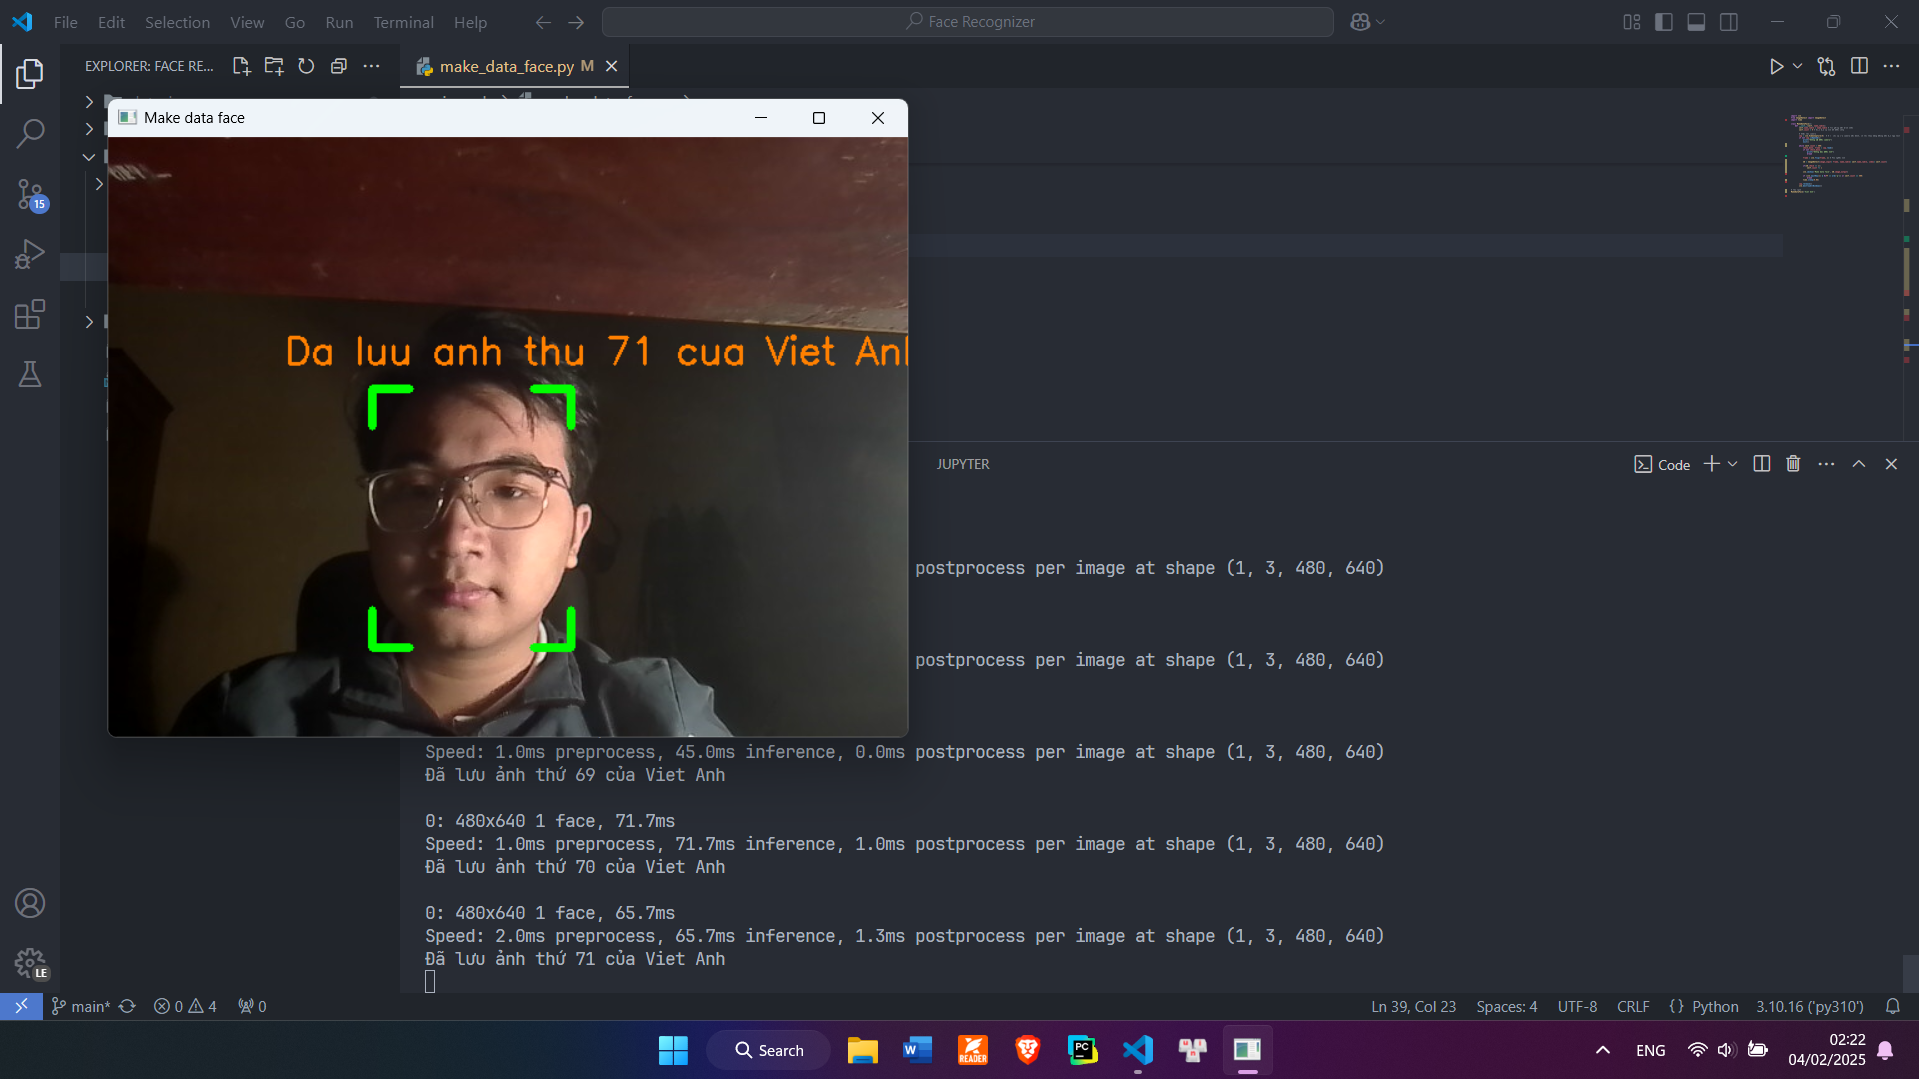 File Edit Selection View Go Run Terminal Help
Face Recognizer
EXPLORER: FACE RE...
make_data_face.py M
15
Make data face
Da luu anh thu 71 cua Viet Anh
JUPYTER
Code
postprocess per image at shape (1, 3, 480, 640)
postprocess per image at shape (1, 3, 480, 640)
Speed: 1.0ms preprocess, 45.0ms inference, 0.0ms postprocess per image at shape (1, 3, 480, 640)
Đã lưu ảnh thứ 69 của Viet Anh
0: 480x640 1 face, 71.7ms
Speed: 1.0ms preprocess, 71.7ms inference, 1.0ms postprocess per image at shape (1, 3, 480, 640)
Đã lưu ảnh thứ 70 của Viet Anh
0: 480x640 1 face, 65.7ms
Speed: 2.0ms preprocess, 65.7ms inference, 1.3ms postprocess per image at shape (1, 3, 480, 640)
Đã lưu ảnh thứ 71 của Viet Anh
LE
main* 0 4 0
Ln 39, Col 23 Spaces: 4 UTF-8 CRLF {} Python 3.10.16 ('py310')
Search
W
READER
PC
ENG
02:22
04/02/2025